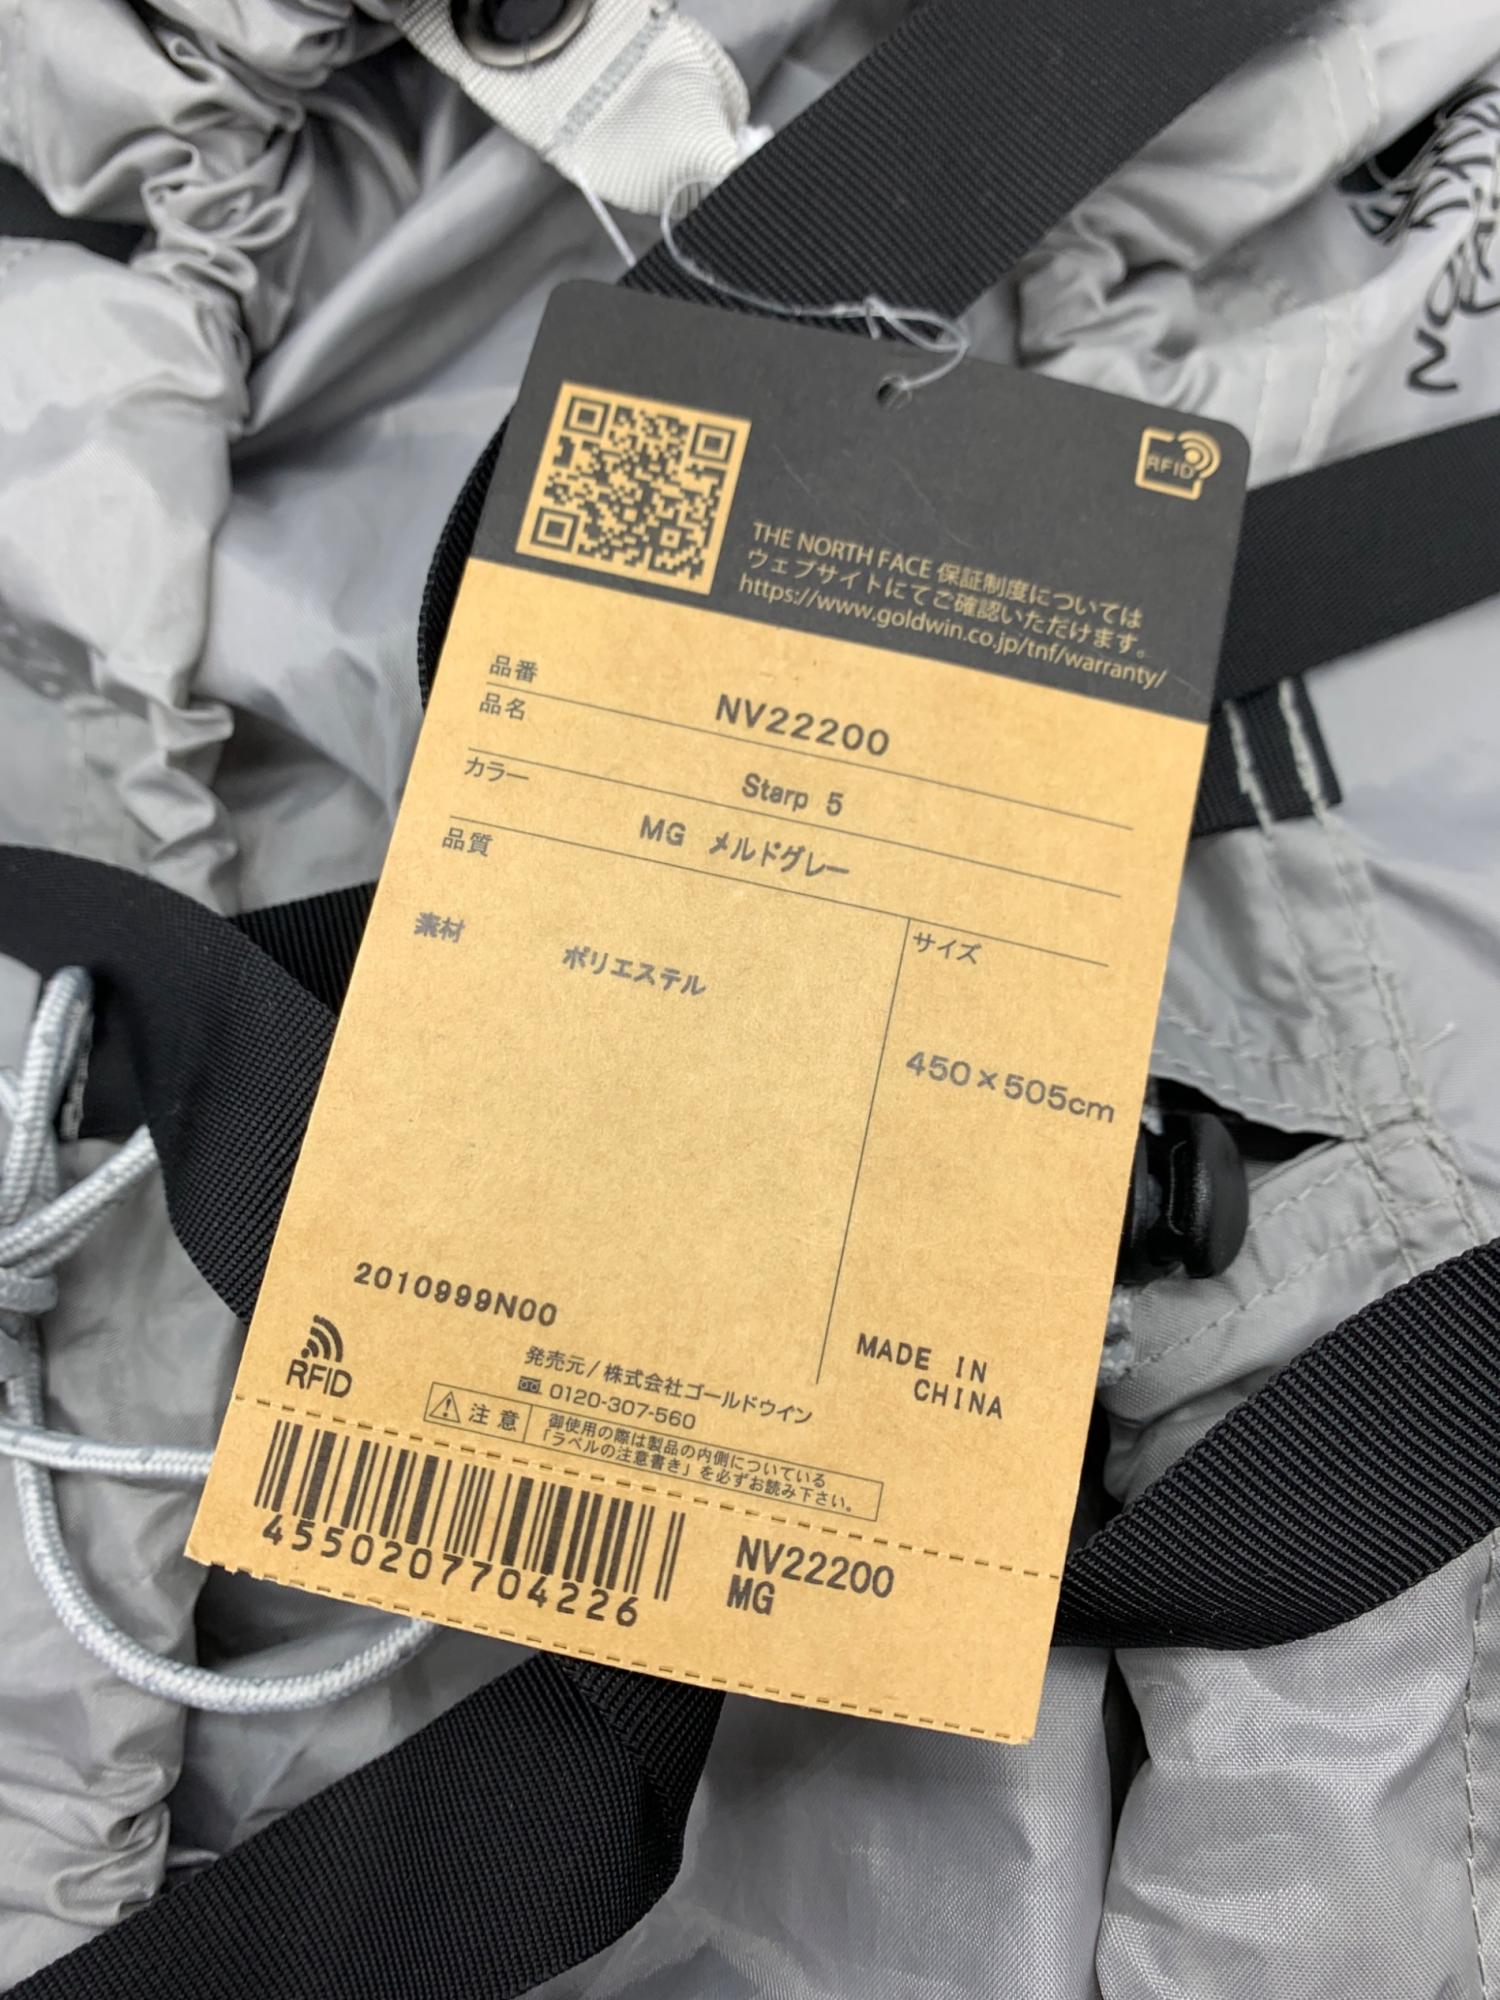 RFID
THE NORTH FACE 保証制度については
ウェブサイトにてご確認いただけます。
https://www.goldwin.co.jp/tnf/warranty/
品番
NV22200
品名
Starp 5
カラー
MG メルドグレー
品質
素材
ポリエステル
サイズ
450×505cm
2010999N00
RFID
MADE IN
CHINA
発売元/株式会社ゴールドウイン
0120-307-560
注意
御使用の際は製品の内側についている
「ラベルの注意書き」を必ずお読み下さい。
4550207704226
NV22200
MG